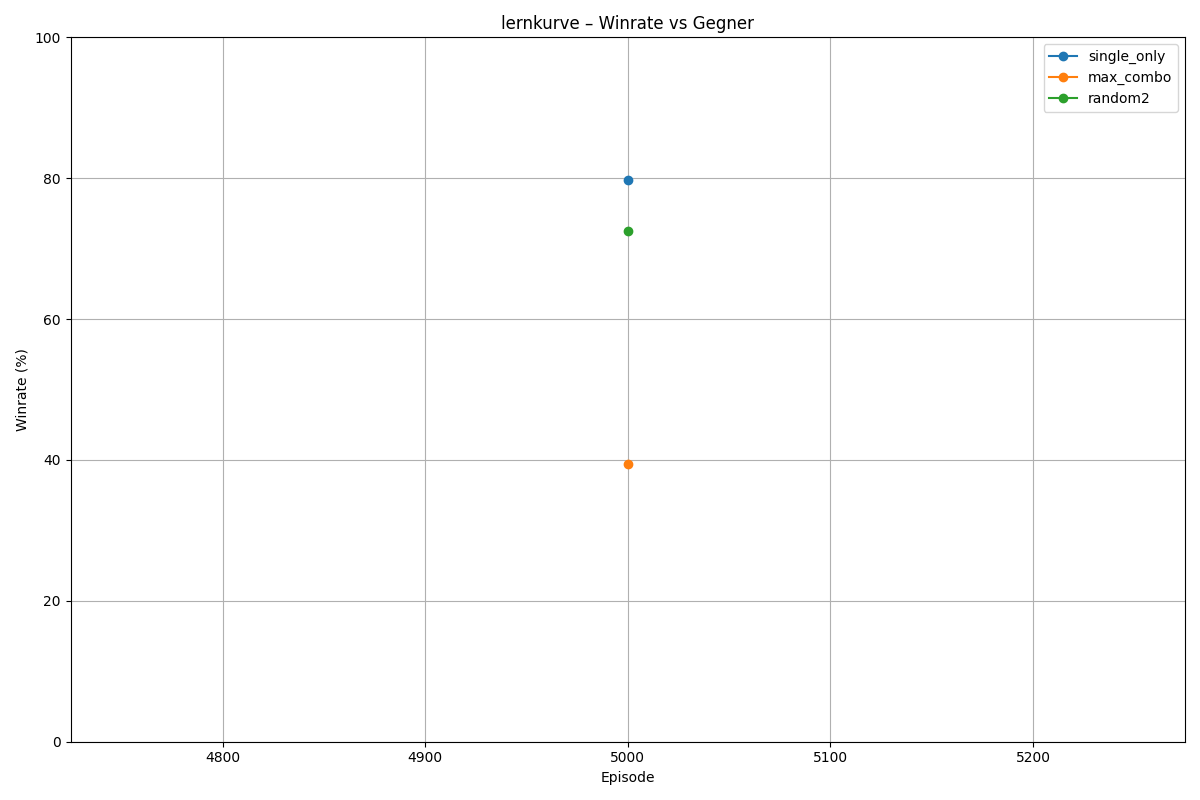 lernkurve – Winrate vs Gegner
single_only
max_combo
random2
Winrate (%)
100
80
60
40
20
0
4800 4900 5000 5100 5200
Episode